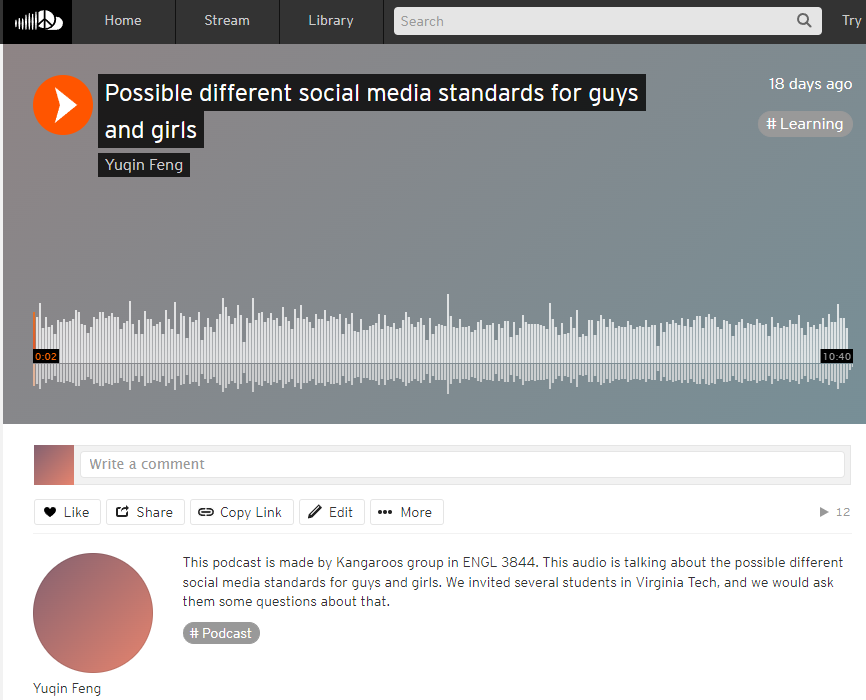 Home Stream Library Search Try
Possible different social media standards for guys
and girls
Yuqin Feng
18 days ago
# Learning
0:02 10:40
Write a comment
Like Share Copy Link Edit More 12
This podcast is made by Kangaroos group in ENGL 3844. This audio is talking about the possible different
social media standards for guys and girls. We invited several students in Virginia Tech, and we would ask
them some questions about that.
# Podcast
Yuqin Feng